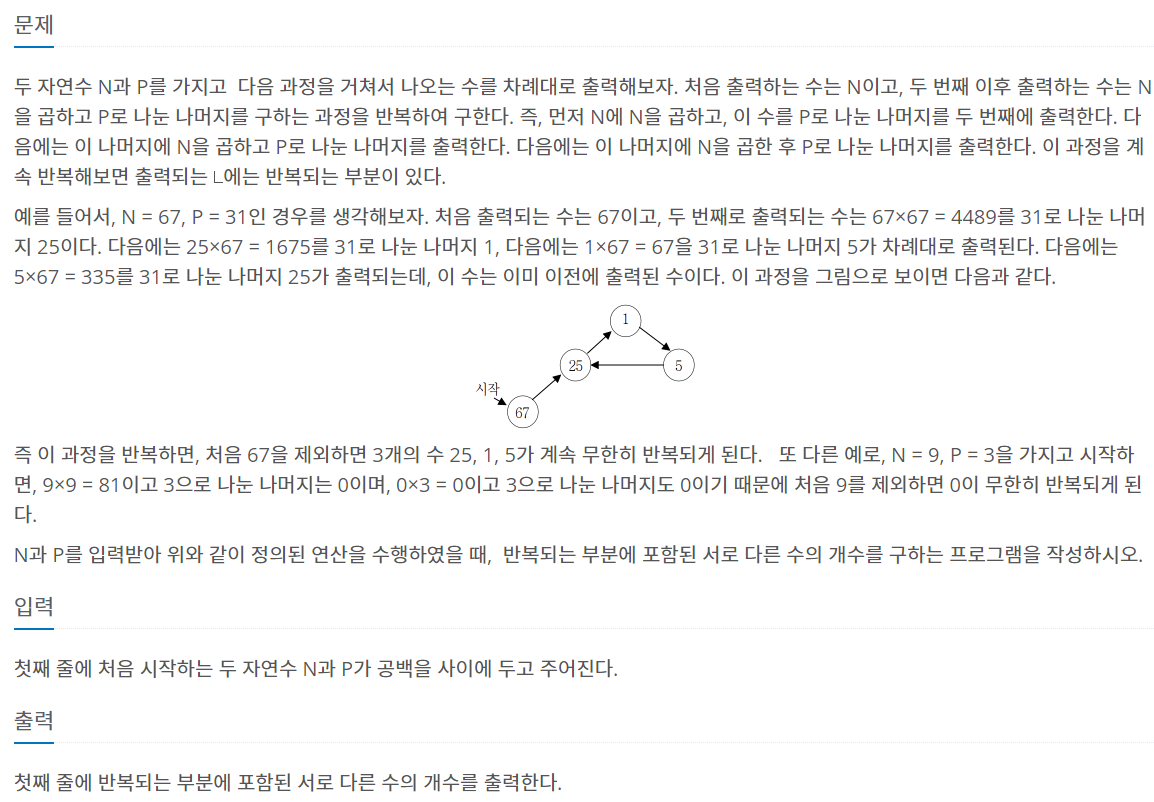 문제
두 자연수 N과 P를 가지고 다음 과정을 거쳐서 나오는 수를 차례대로 출력해보자. 처음 출력하는 수는 N이고, 두 번째 이후 출력하는 수는 N
을 곱하고 P로 나눈 나머지를 구하는 과정을 반복하여 구한다. 즉, 먼저 N에 N을 곱하고, 이 수를 P로 나눈 나머지를 두 번째에 출력한다. 다
음에는 이 나머지에 N을 곱하고 P로 나눈 나머지를 출력한다. 다음에는 이 나머지에 N을 곱한 후 P로 나눈 나머지를 출력한다. 이 과정을 계
속 반복해보면 출력되는 ㄴ에는 반복되는 부분이 있다.
예를 들어서, N = 67, P = 31인 경우를 생각해보자. 처음 출력되는 수는 67이고, 두 번째로 출력되는 수는 67×67 = 4489를 31로 나눈 나머
지 25이다. 다음에는 25×67 = 1675를 31로 나눈 나머지 1, 다음에는 1×67 = 67을 31로 나눈 나머지 5가 차례대로 출력된다. 다음에는
5×67 = 335를 31로 나눈 나머지 25가 출력되는데, 이 수는 이미 이전에 출력된 수이다. 이 과정을 그림으로 보이면 다음과 같다.
1
25
5
시작
67
즉 이 과정을 반복하면, 처음 67을 제외하면 3개의 수 25, 1, 5가 계속 무한히 반복되게 된다. 또 다른 예로, N = 9, P = 3을 가지고 시작하
면, 9×9 = 81이고 3으로 나눈 나머지는 0이며, 0×3 = 0이고 3으로 나눈 나머지도 0이기 때문에 처음 9를 제외하면 0이 무한히 반복되게 된
다.
N과 P를 입력받아 위와 같이 정의된 연산을 수행하였을 때, 반복되는 부분에 포함된 서로 다른 수의 개수를 구하는 프로그램을 작성하시오.
입력
첫째 줄에 처음 시작하는 두 자연수 N과 P가 공백을 사이에 두고 주어진다.
출력
첫째 줄에 반복되는 부분에 포함된 서로 다른 수의 개수를 출력한다.